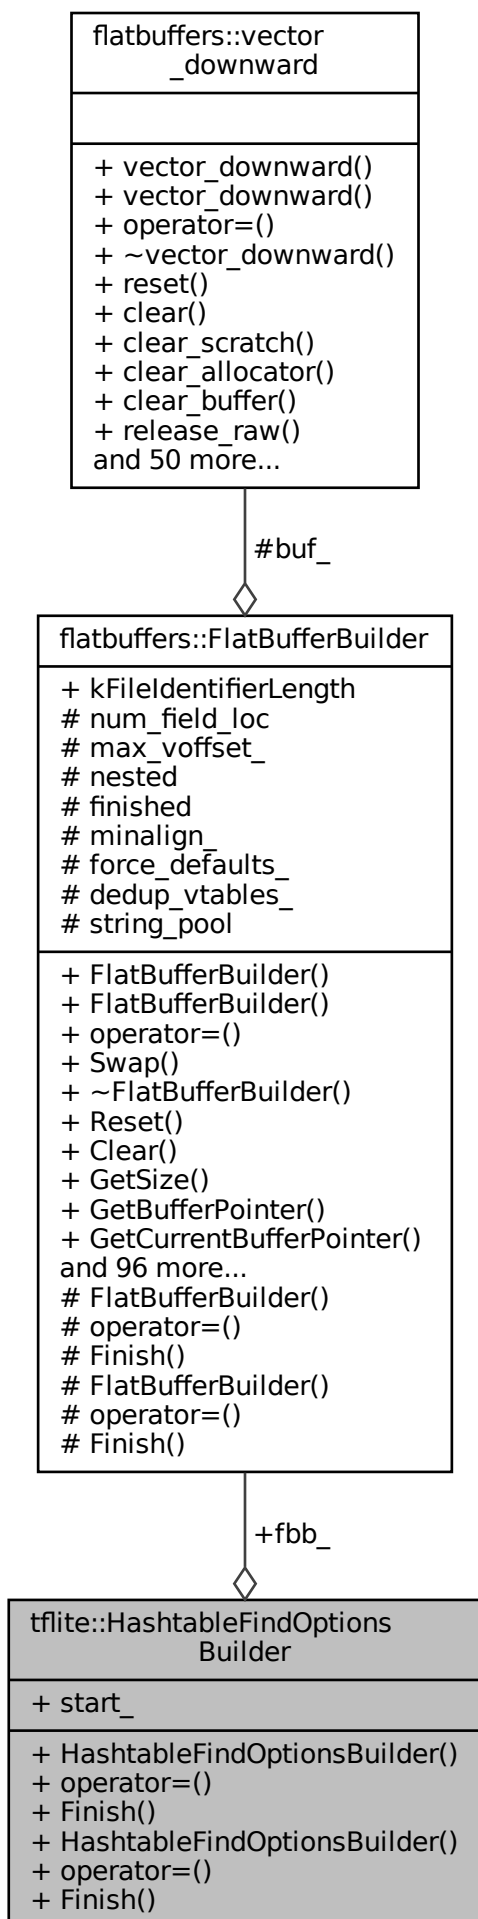 flatbuffers::vector
_downward
+ vector_downward()
+ vector_downward()
+ operator=()
+ ~vector_downward()
+ reset()
+ clear()
+ clear_scratch()
+ clear_allocator()
+ clear_buffer()
+ release_raw()
and 50 more...
#buf_
flatbuffers::FlatBufferBuilder
+ kFileIdentifierLength
# num_field_loc
# max_voffset_
# nested
# finished
# minalign_
# force_defaults_
# dedup_vtables_
# string_pool
+ FlatBufferBuilder()
+ FlatBufferBuilder()
+ operator=()
+ Swap()
+ ~FlatBufferBuilder()
+ Reset()
+ Clear()
+ GetSize()
+ GetBufferPointer()
+ GetCurrentBufferPointer()
and 96 more...
# FlatBufferBuilder()
# operator=()
# Finish()
# FlatBufferBuilder()
# operator=()
# Finish()
+fbb_
tflite::HashtableFindOptions
Builder
+ start_
+ HashtableFindOptionsBuilder()
+ operator=()
+ Finish()
+ HashtableFindOptionsBuilder()
+ operator=()
+ Finish()